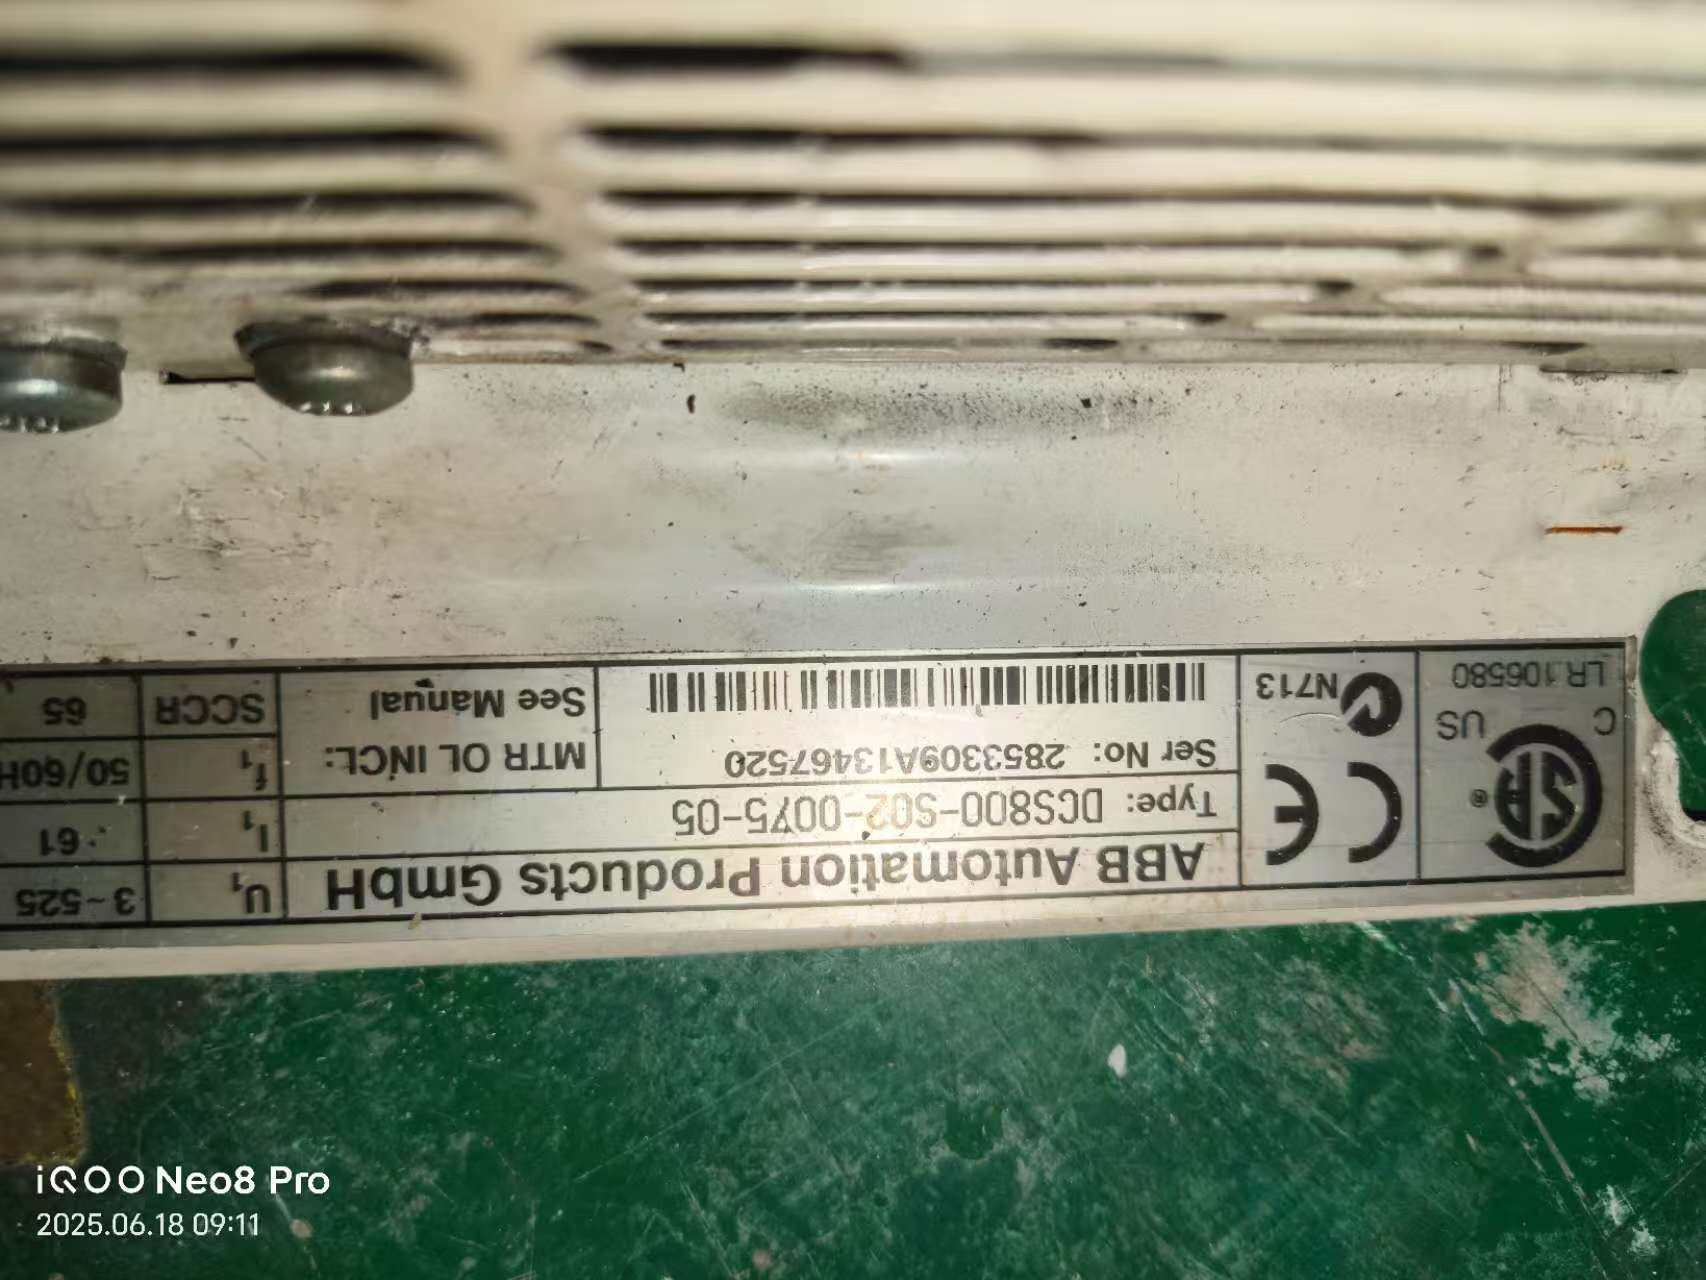 C US
LR 106580
N713
ABB Automation Products GmbH
Type: DCS800-S02-0075-05
Ser No: 2853309A13467520
MTR OL INCL:
See Manual
U₁ 3~525
I₁ 61
f₁ 50/60H
SCCR 65
iQOO Neo8 Pro
2025.06.18 09:11